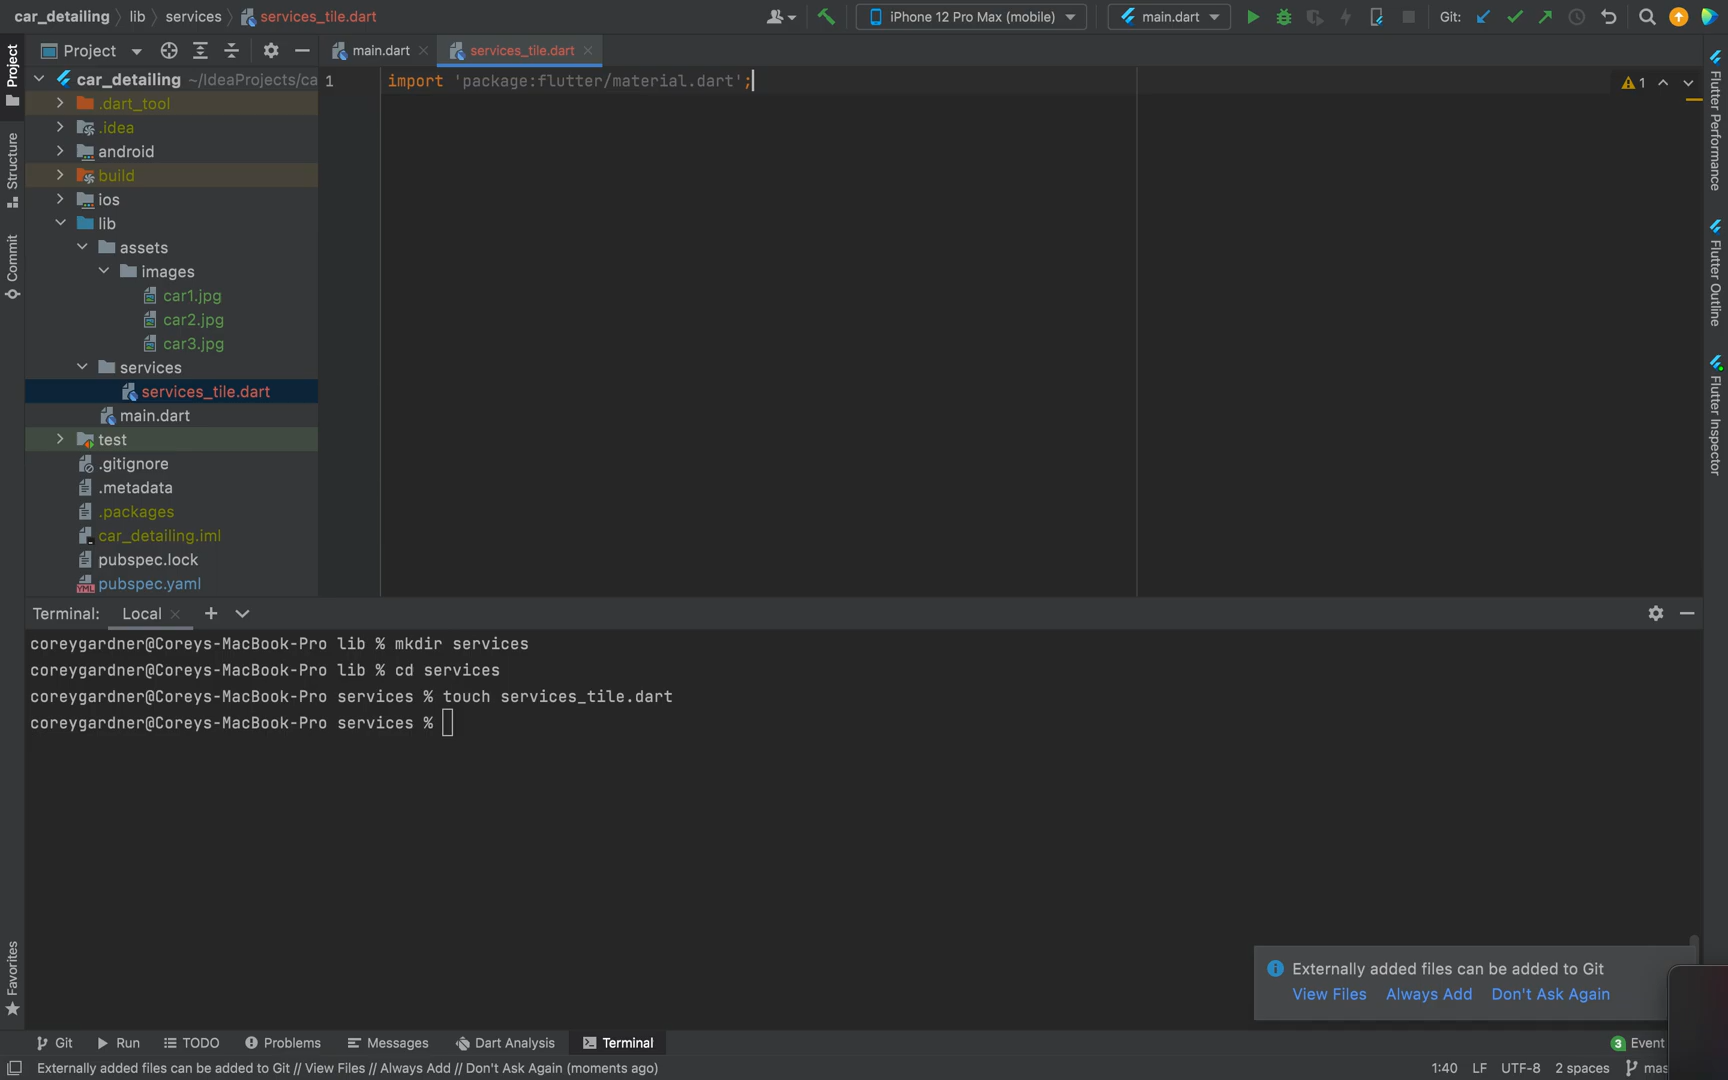 car_detailing lib services services_tile.dart iPhone 12 Pro Max (mobile) main.dart Git:
Project main.dart services_tile.dart
Project
Structure
Commit
Favorites
car_detailing ~/IdeaProjects/ca
.dart_tool
.idea
android
build
ios
lib
assets
images
car1.jpg
car2.jpg
car3.jpg
services
services_tile.dart
main.dart
test
.gitignore
.metadata
.packages
car_detailing.iml
pubspec.lock
pubspec.yaml
1 import 'package:flutter/material.dart'; 1
Flutter Performance
Flutter Outline
Flutter Inspector
Terminal: Local
coreygardner@Coreys-MacBook-Pro lib % mkdir services
coreygardner@Coreys-MacBook-Pro lib % cd services
coreygardner@Coreys-MacBook-Pro services % touch services_tile.dart
coreygardner@Coreys-MacBook-Pro services %
Externally added files can be added to Git
View Files Always Add Don't Ask Again
Git Run TODO Problems Messages Dart Analysis Terminal 3 Event
Externally added files can be added to Git // View Files // Always Add // Don't Ask Again (moments ago) 1:40 LF UTF-8 2 spaces mas